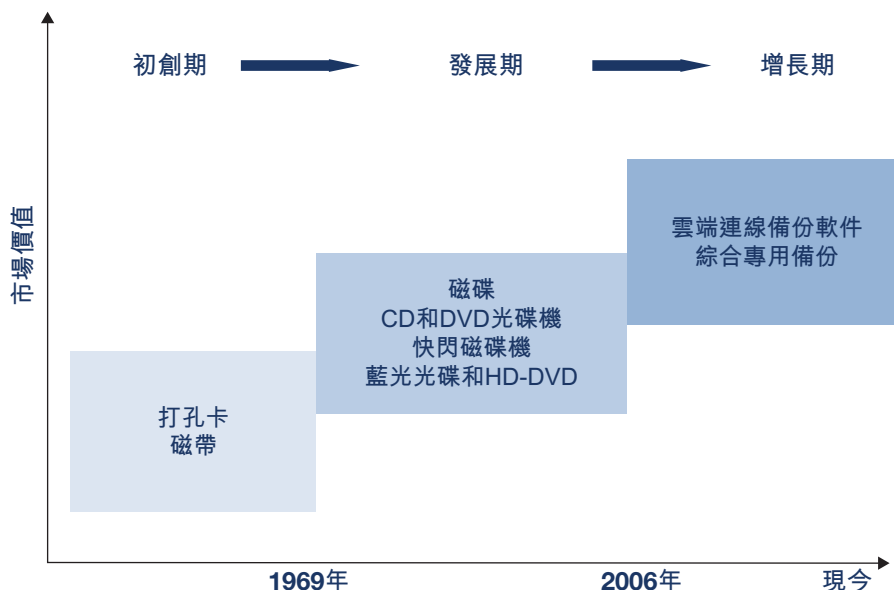 初創期
發展期
增長期
市場價值
雲端連線備份軟件
綜合專用備份
磁碟
CD和DVD光碟機
快閃磁碟機
藍光光碟和HD-DVD
打孔卡
磁帶
1969年
2006年
現今